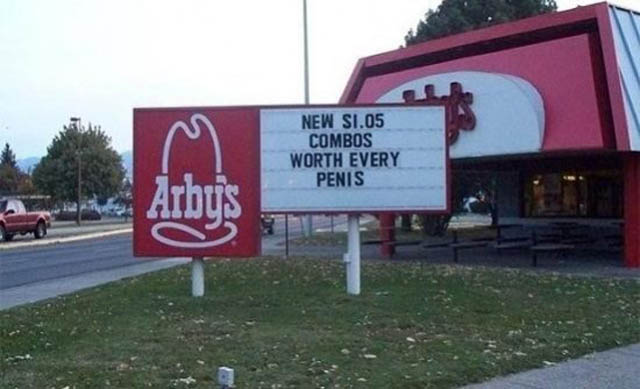 Arby's
NEW $1.05
COMBOS
WORTH EVERY
PENIS